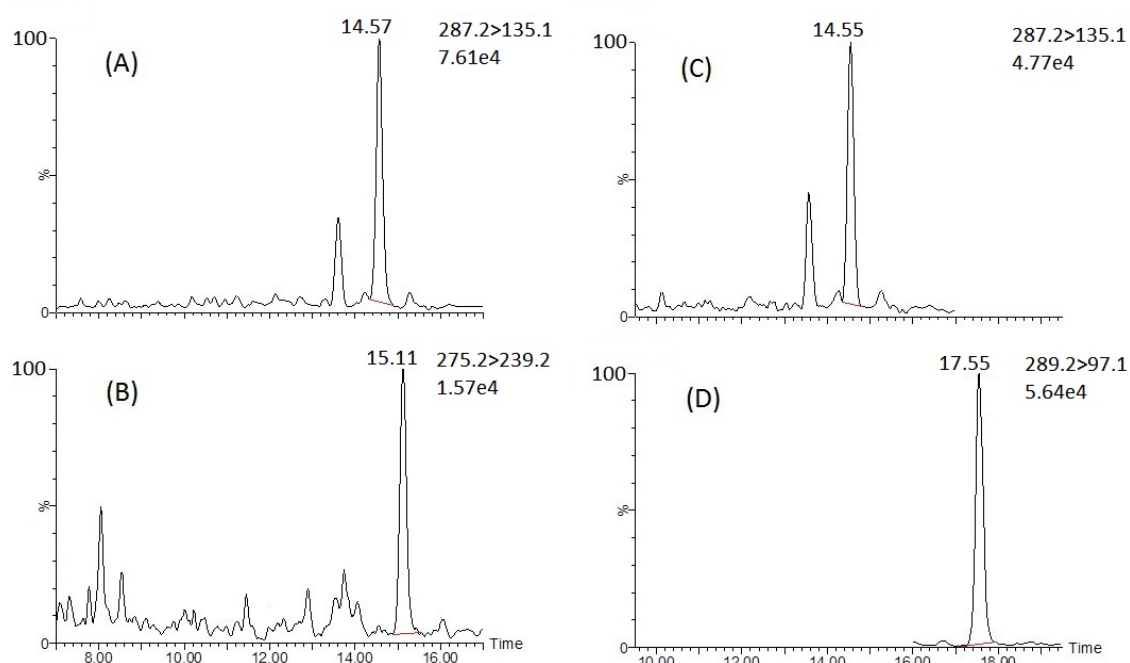 14.57
287.2>135.1
7.61e4
100
(A)
%
0
14.55
287.2>135.1
4.77e4
100
(C)
%
0
15.11
275.2>239.2
1.57e4
100
(B)
%
0
Time
8.00 10.00 12.00 14.00 16.00
17.55
289.2>97.1
5.64e4
100
(D)
%
0
Time
10.00 12.00 14.00 16.00 18.00